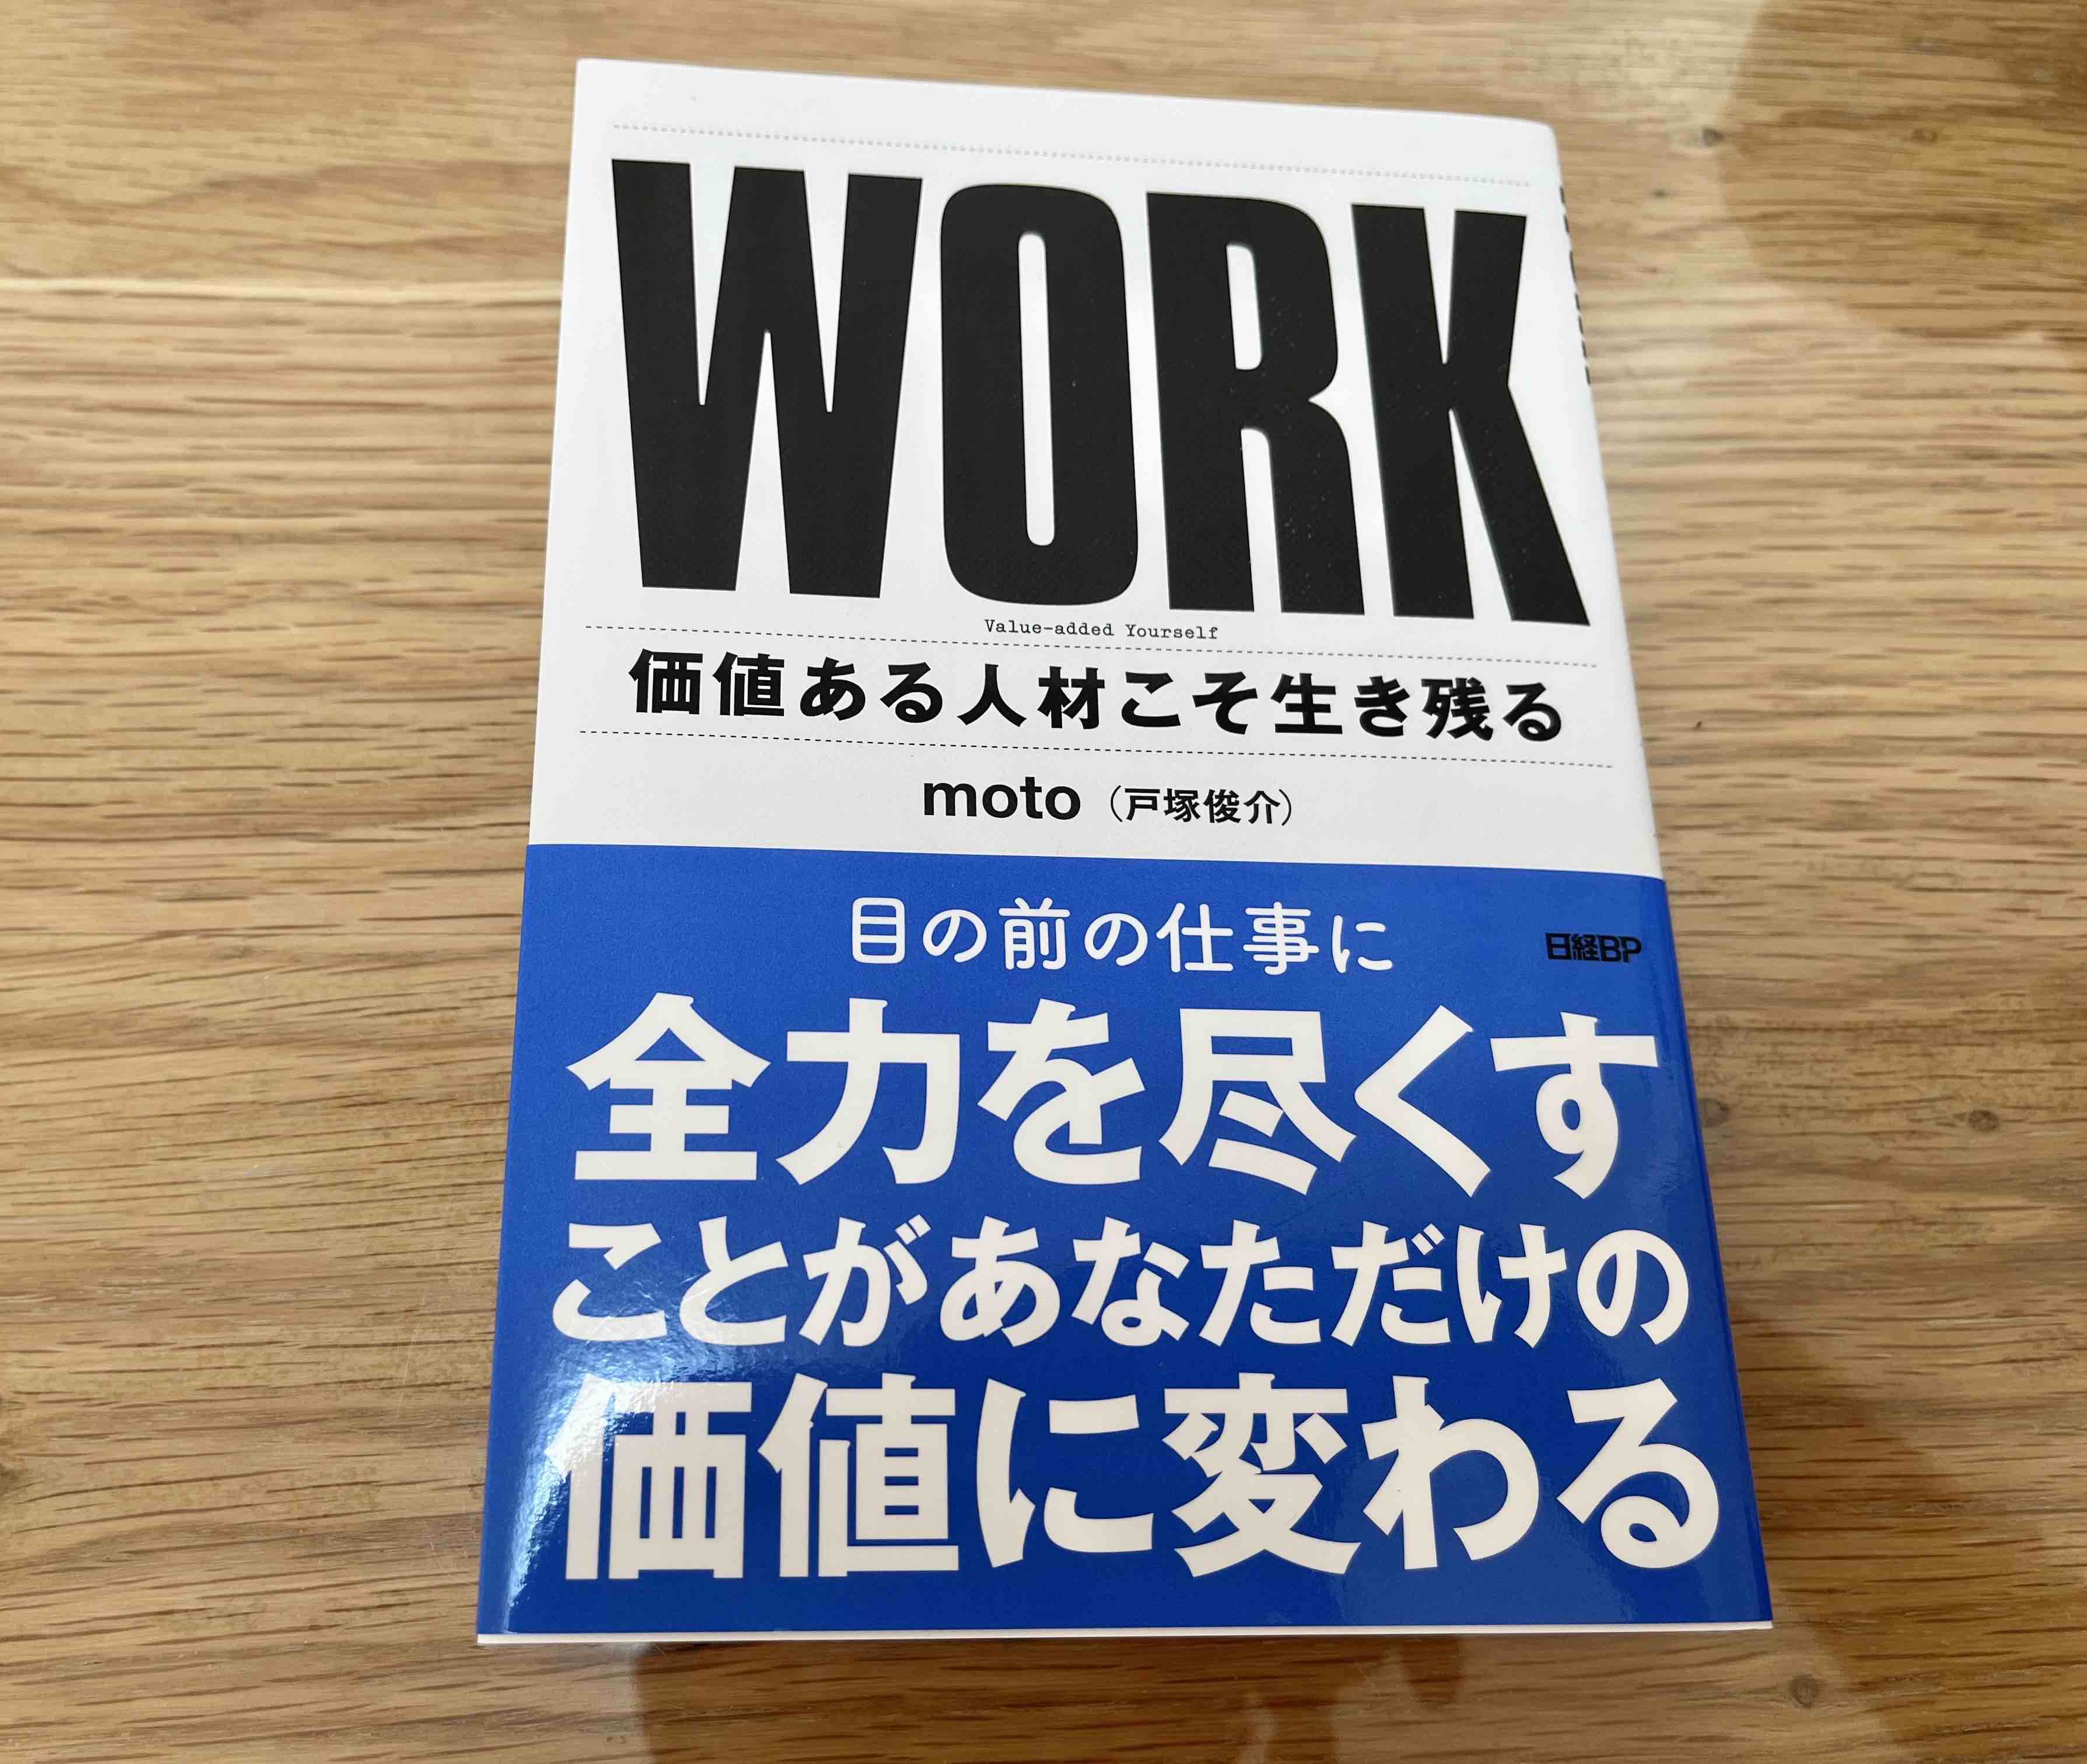 WORK
Value-added Yourself
価値ある人材こそ生き残る
moto（戸塚俊介）
目の前の仕事に
日経BP
全力を尽くす
ことがあなただけの
価値に変わる